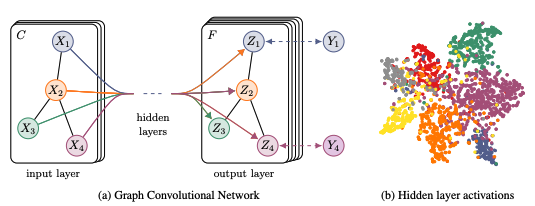 C
F
X₁
Z₁
Y₁
X₂
Z₂
hidden
layers
X₃
Z₃
X₄
Z₄
Y₄
input layer
output layer
(a) Graph Convolutional Network
(b) Hidden layer activations